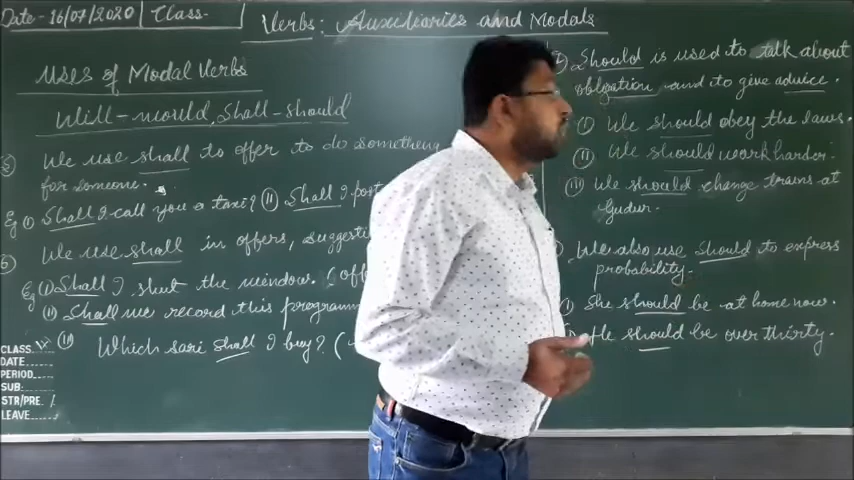 Date- 16/07/2020 Class-
Verbs: Auxiliaries and Modals
Uses of Modal Verbs
Will-would, Shall-should
We use shall to offer to do something
for someone.
Eg (i) Shall I call you a taxi? (ii) Shall I
We use shall in offers, suggestion
Eg (i) Shall I shut the window.
(ii) Shall we record this programm
(iii) Which sari shall I buy?
Should is used to talk about
obligation and to give advice.
(i) We should obey the laws.
(ii) We should work harder.
(iii) We should change trains at
Gudur.
We also use should to express
probability.
She should be at home now.
He should be over thirty.
CLASS
DATE
PERIOD
SUB.
STR/PRE. /
LEAVE